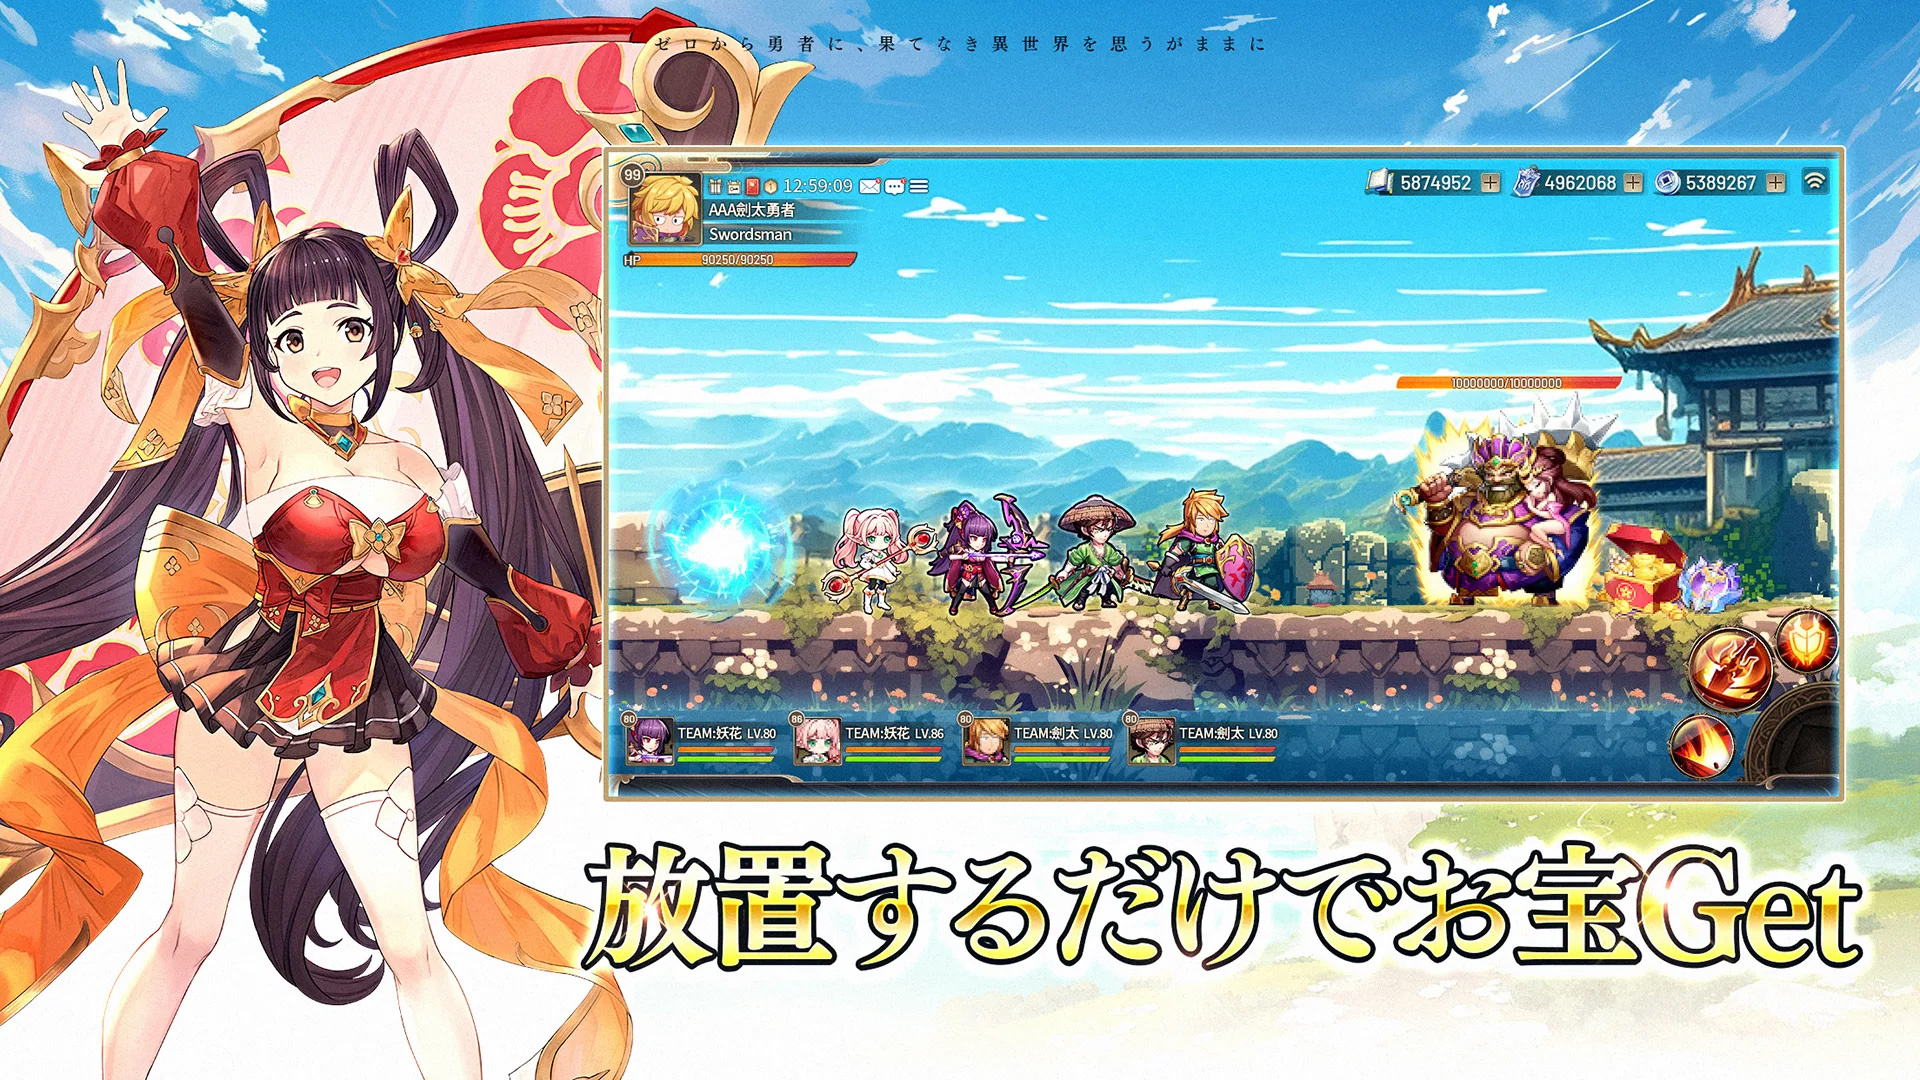 ゼロから勇者に、果てなき異世界を思うがままに
99
12:59:09
AAA劍太勇者
Swordsman
HP 90250/90250
5874952
4962068
5389267
10000000/10000000
80 TEAM:妖花 LV.80
86 TEAM:妖花 LV.86
80 TEAM:劍太 LV.80
80 TEAM:劍太 LV.80
放置するだけでお宝Get